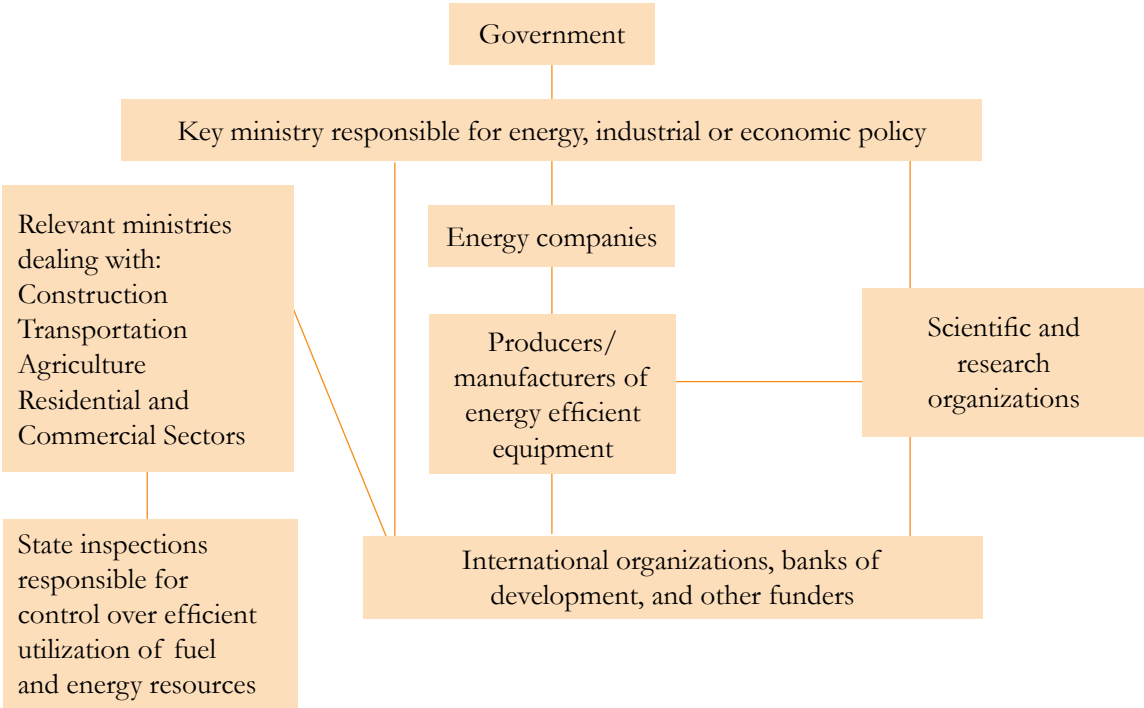 Government
Key ministry responsible for energy, industrial or economic policy
Relevant ministries
dealing with:
Construction
Transportation
Agriculture
Residential and
Commercial Sectors
Energy companies
Producers/
manufacturers of
energy efficient
equipment
Scientific and
research
organizations
State inspections
responsible for
control over efficient
utilization of fuel
and energy resources
International organizations, banks of
development, and other funders